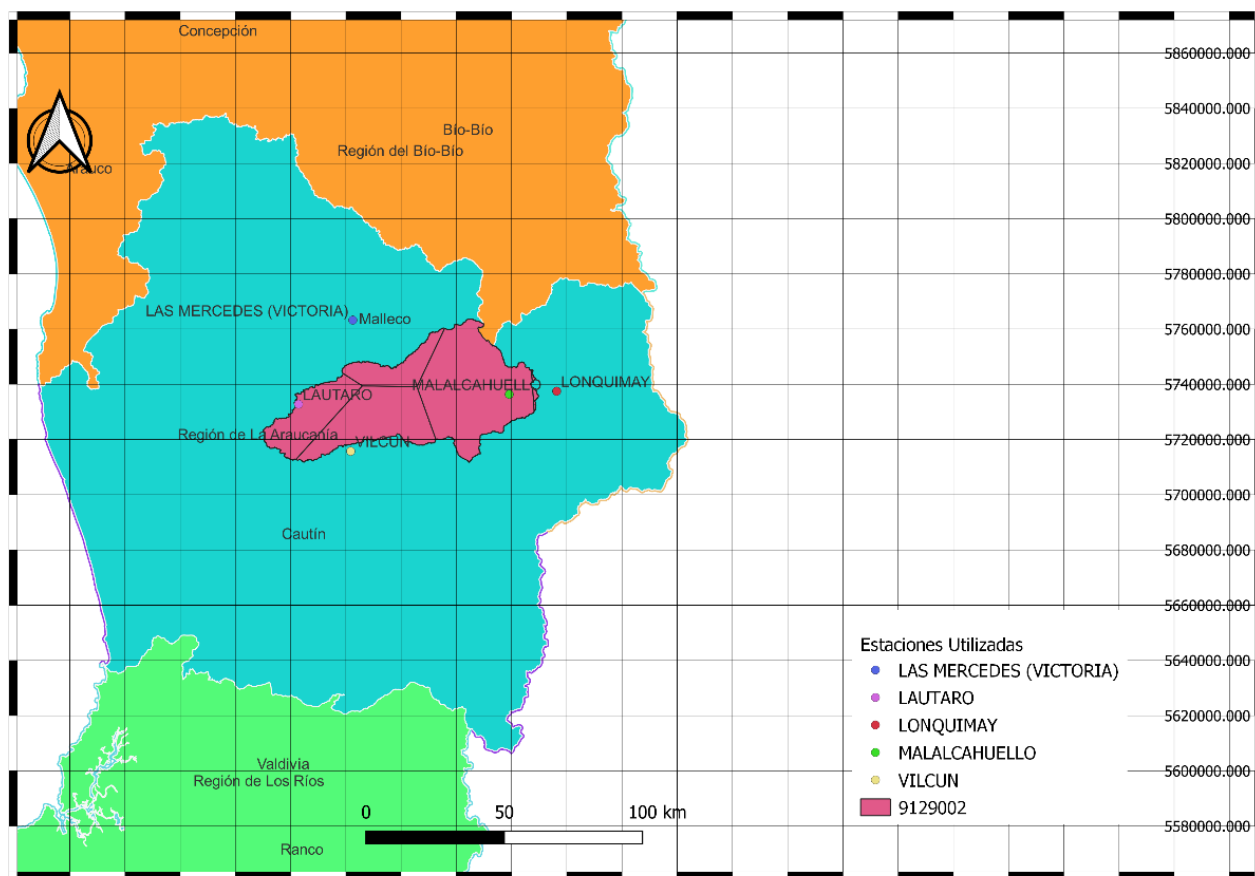 Concepción
5860000.000
5840000.000
Bío-Bío
Región del Bío-Bío
Arauco
5820000.000
5800000.000
5780000.000
LAS MERCEDES (VICTORIA)
Malleco
5760000.000
MALALCAHUELLO
LONQUIMAY
5740000.000
LAUTARO
Región de La Araucanía
VILCUN
5720000.000
5700000.000
Cautín
5680000.000
5660000.000
5640000.000
5620000.000
5600000.000
5580000.000
Valdivia
Región de Los Ríos
Ranco
0 50 100 km
Estaciones Utilizadas
LAS MERCEDES (VICTORIA)
LAUTARO
LONQUIMAY
MALALCAHUELLO
VILCUN
9129002